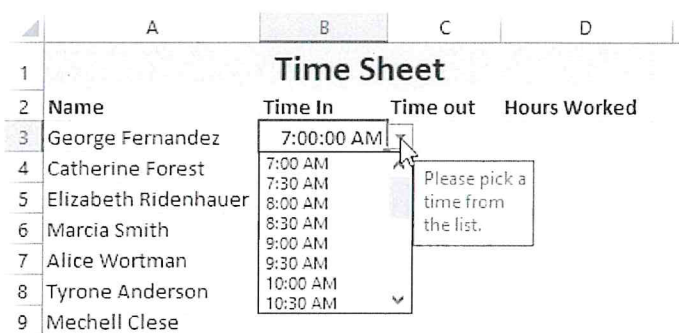 A B C D
1 Time Sheet
2 Name Time In Time out Hours Worked
3 George Fernandez 7:00:00 AM
4 Catherine Forest 7:00 AM
7:30 AM
5 Elizabeth Ridenhauer 8:00 AM
6 Marcia Smith 8:30 AM
9:00 AM
7 Alice Wortman 9:30 AM
8 Tyrone Anderson 10:00 AM
10:30 AM
9 Mechell Clese
Please pick a
time from
the list.